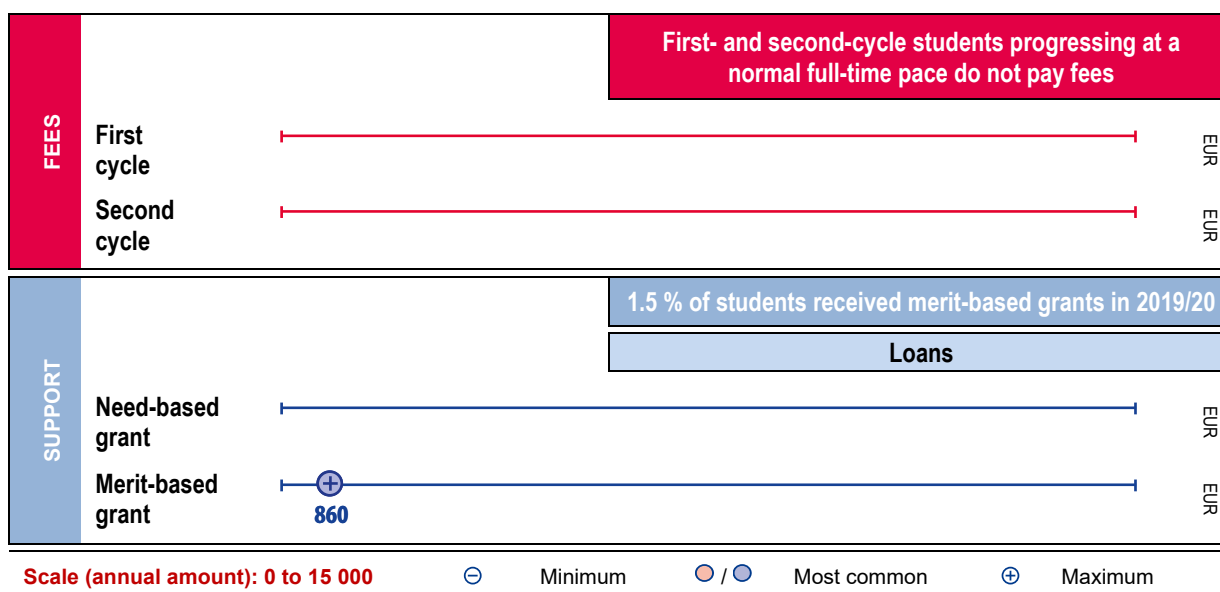 First- and second-cycle students progressing at a
normal full-time pace do not pay fees
FEES
First
cycle
EUR
Second
cycle
EUR
1.5 % of students received merit-based grants in 2019/20
Loans
SUPPORT
Need-based
grant
EUR
Merit-based
grant
860
EUR
Scale (annual amount): 0 to 15 000 Minimum / Most common Maximum